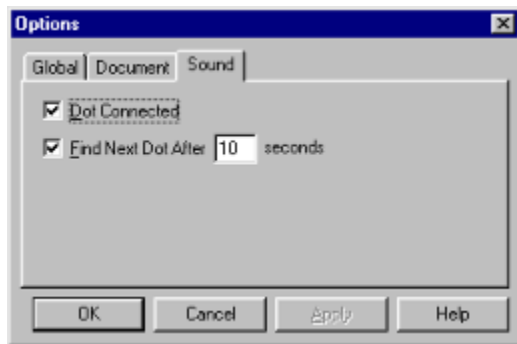 Options
Global Document Sound
Dot Connected
Find Next Dot After 10 seconds
OK Cancel Apply Help